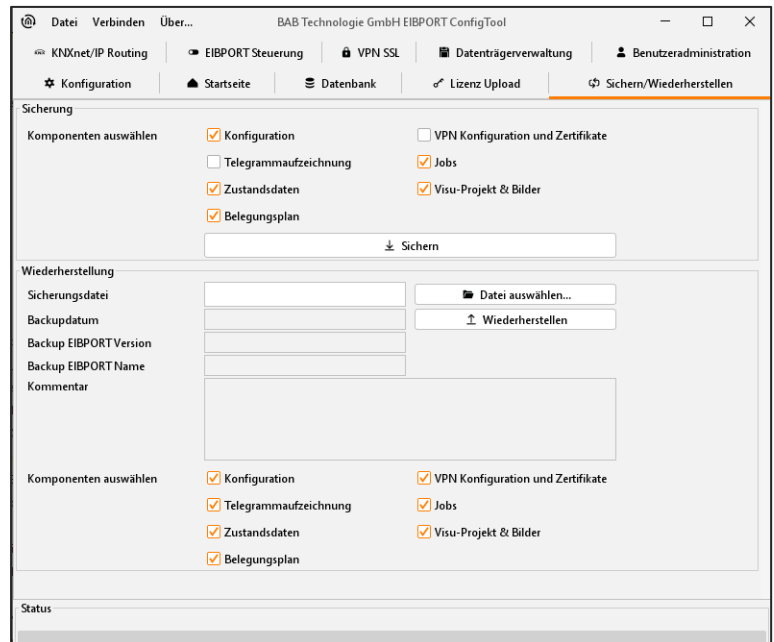 Datei Verbinden Über... BAB Technologie GmbH EIBPORT ConfigTool
KNX KNXnet/IP Routing EIBPORT Steuerung VPN SSL Datenträgerverwaltung Benutzeradministration
Konfiguration Startseite Datenbank Lizenz Upload Sichern/Wiederherstellen
Sicherung
Komponenten auswählen Konfiguration VPN Konfiguration und Zertifikate
Telegrammaufzeichnung Jobs
Zustandsdaten Visu-Projekt & Bilder
Belegungsplan
Sichern
Wiederherstellung
Sicherungsdatei Datei auswählen...
Backupdatum Wiederherstellen
Backup EIBPORT Version
Backup EIBPORT Name
Kommentar
Komponenten auswählen Konfiguration VPN Konfiguration und Zertifikate
Telegrammaufzeichnung Jobs
Zustandsdaten Visu-Projekt & Bilder
Belegungsplan
Status